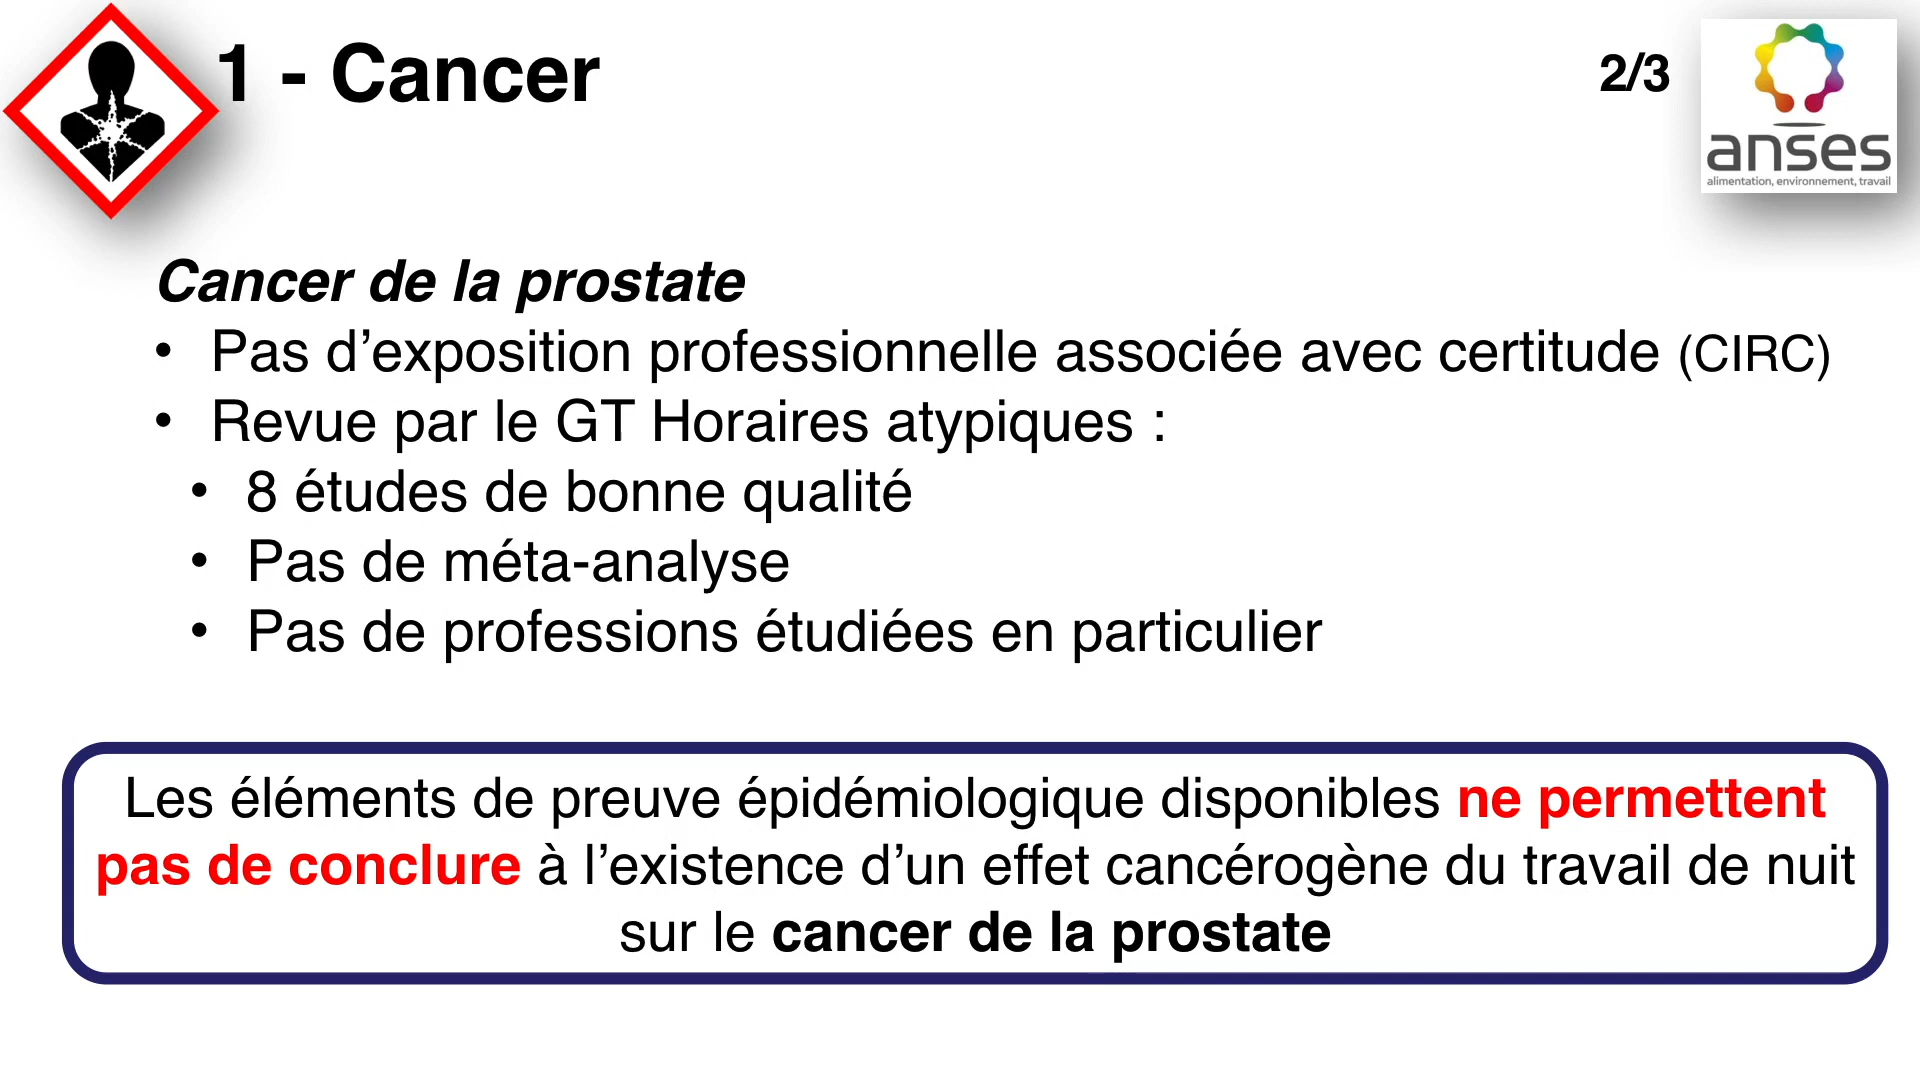 1 - Cancer
2/3
anses
alimentation, environnement, travail
Cancer de la prostate
• Pas d’exposition professionnelle associée avec certitude (CIRC)
• Revue par le GT Horaires atypiques :
• 8 études de bonne qualité
• Pas de méta-analyse
• Pas de professions étudiées en particulier
Les éléments de preuve épidémiologique disponibles ne permettent
pas de conclure à l’existence d’un effet cancérogène du travail de nuit
sur le cancer de la prostate